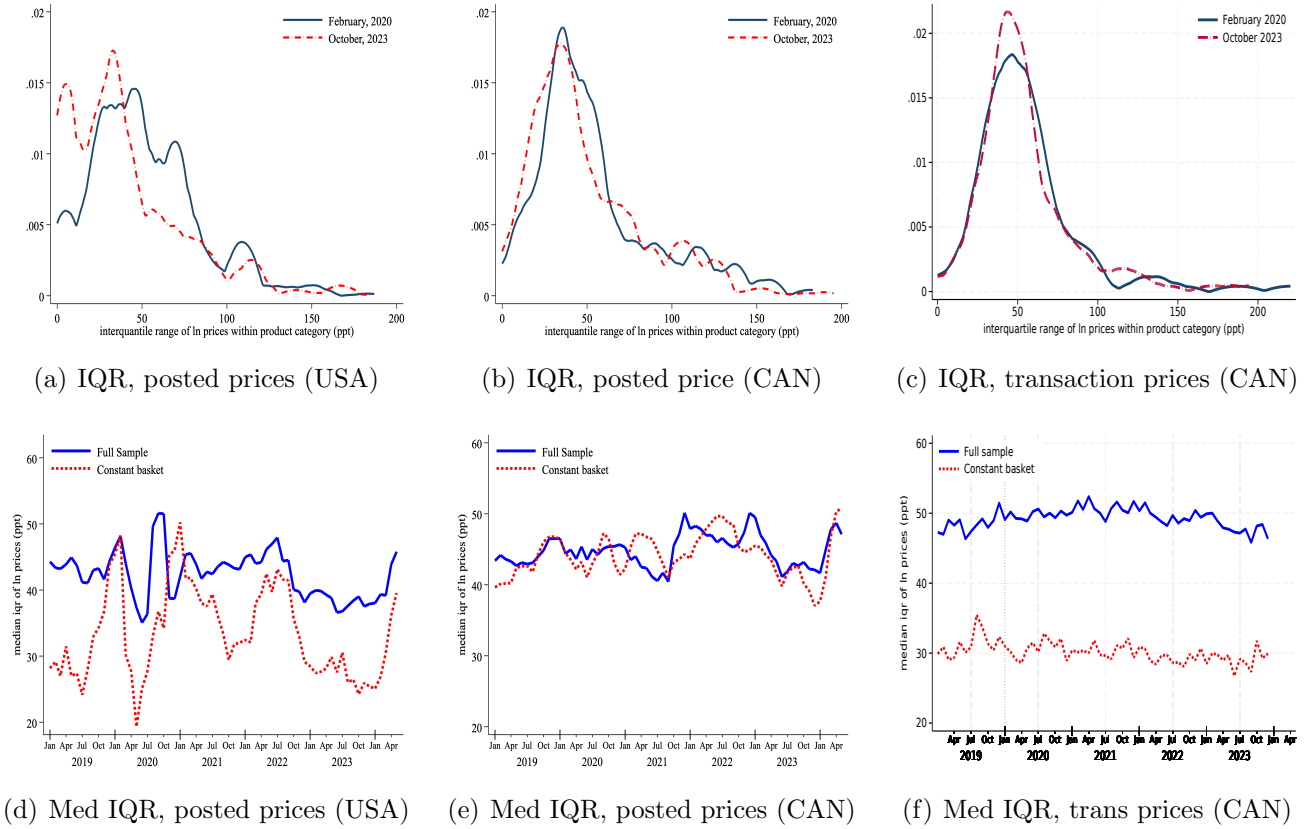 .02
.015
.01
.005
0
0
50
100
150
200
interquantile range of ln prices within product category (ppt)
February, 2020
October, 2023
(a) IQR, posted prices (USA)
.02
.015
.01
.005
0
0
50
100
150
200
interquantile range of ln prices within product category (ppt)
February, 2020
October, 2023
(b) IQR, posted price (CAN)
.02
.015
.01
.005
0
0
50
100
150
200
interquantile range of ln prices within product category (ppt)
February 2020
October 2023
(c) IQR, transaction prices (CAN)
60
50
40
30
20
median iqr of ln prices (ppt)
Full Sample
Constant basket
Jan Apr Jul Oct Jan Apr Jul Oct Jan Apr Jul Oct Jan Apr Jul Oct Jan Apr Jul Oct Jan Apr
2019 2020 2021 2022 2023
(d) Med IQR, posted prices (USA)
60
50
40
30
20
median iqr of ln prices (ppt)
Full Sample
Constant basket
Jan Apr Jul Oct Jan Apr Jul Oct Jan Apr Jul Oct Jan Apr Jul Oct Jan Apr Jul Oct Jan Apr
2019 2020 2021 2022 2023
(e) Med IQR, posted prices (CAN)
60
50
40
30
20
median iqr of ln prices (ppt)
Full sample
Constant basket
Apr Jul Oct Jan Apr Jul Oct Jan Apr Jul Oct Jan Apr Jul Oct Jan Apr Jul Oct Jan Apr
2019 2020 2021 2022 2023
(f) Med IQR, trans prices (CAN)